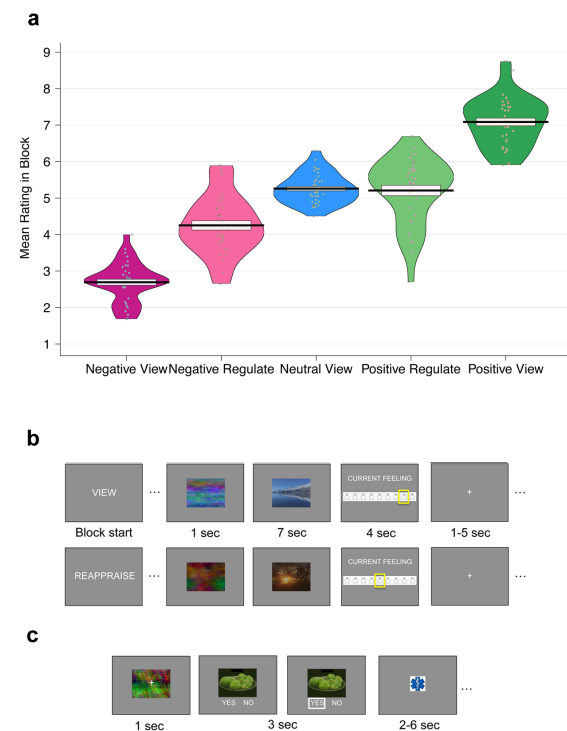 a
9
8
7
6
5
4
3
2
1
Mean Rating in Block
Negative View Negative Regulate Neutral View Positive Regulate Positive View
b
VIEW ... CURRENT FEELING + ...
Block start 1 sec 7 sec 4 sec 1-5 sec
REAPPRAISE ... CURRENT FEELING + ...
c
+ YES NO YES NO ...
1 sec 3 sec 2-6 sec